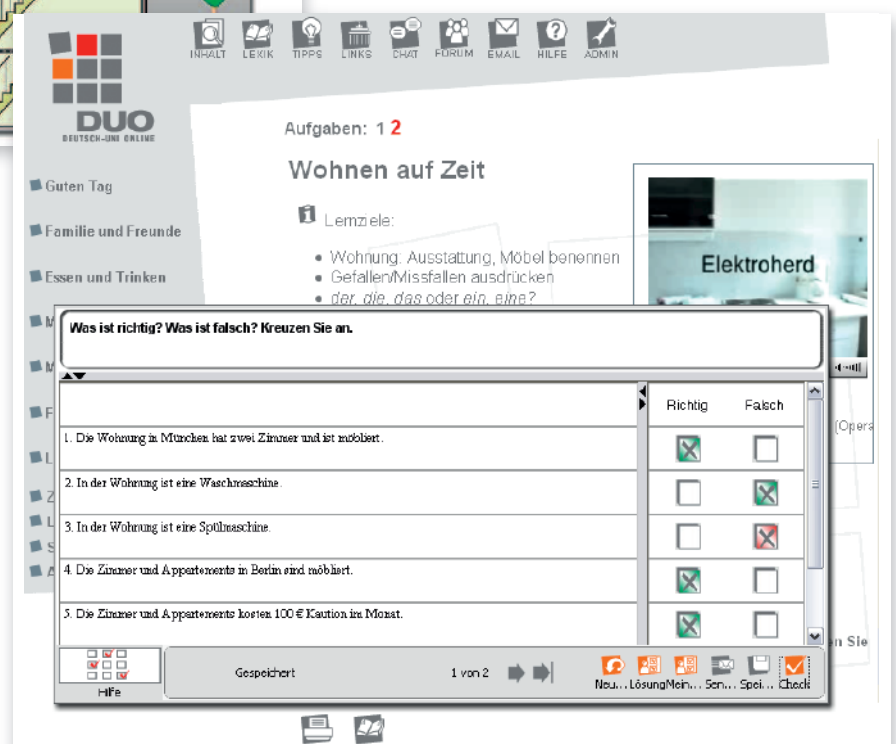 INHALT LEXIK TIPPS LINKS CHAT FORUM EMAIL HILFE ADMIN
DUO
DEUTSCH-UNI ONLINE
Aufgaben: 1 2
Wohnen auf Zeit
Guten Tag
Lernziele:
Familie und Freunde
• Wohnung: Ausstattung, Möbel benennen
Essen und Trinken
• Gefallen/Missfallen ausdrücken
• der, die, das oder ein, eine?
Elektroherd
Was ist richtig? Was ist falsch? Kreuzen Sie an.
Richtig Falsch
1. Die Wohnung in München hat zwei Zimmer und ist möbliert.
2. In der Wohnung ist eine Waschmaschine.
3. In der Wohnung ist eine Spülmaschine.
4. Die Zimmer und Appartements in Berlin sind möbliert.
5. Die Zimmer und Appartements kosten 100 € Kaution im Monat.
(Opera
en Sie
Hilfe
Gespeichert
1 von 2
Neu... Lösung Mein... Sen... Spei... Check